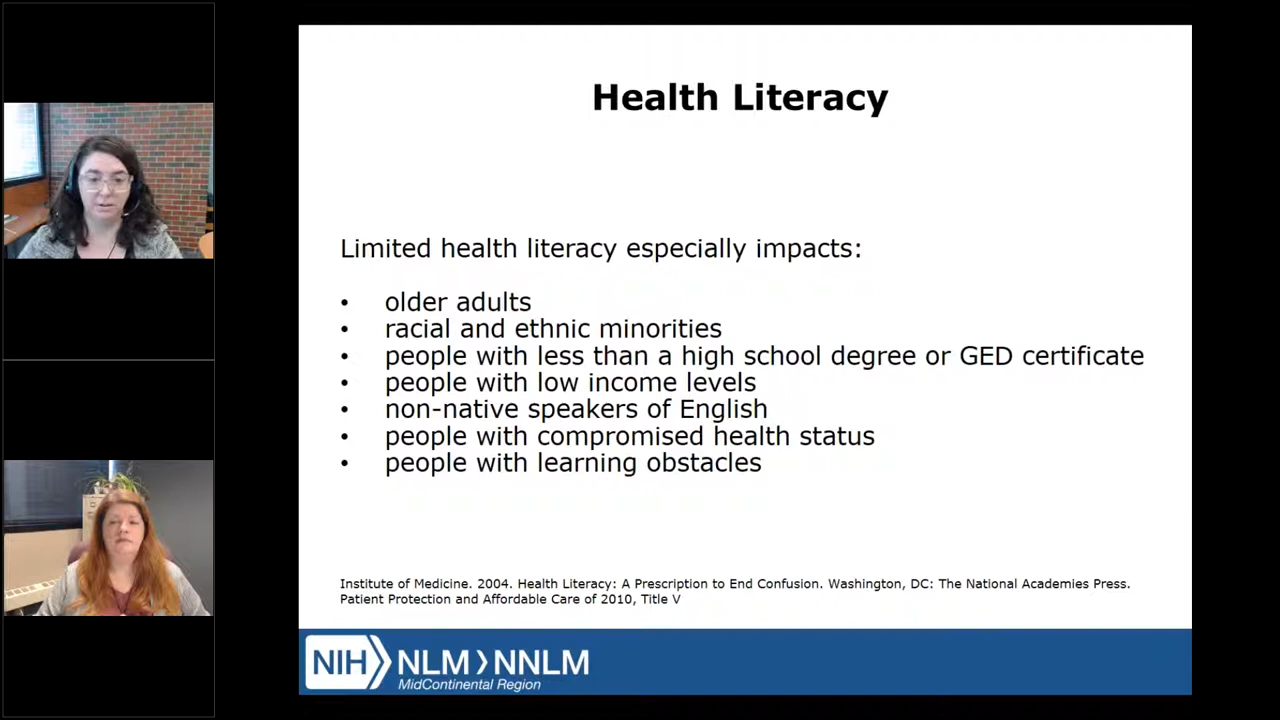 Health Literacy
Limited health literacy especially impacts:
• older adults
• racial and ethnic minorities
• people with less than a high school degree or GED certificate
• people with low income levels
• non-native speakers of English
• people with compromised health status
• people with learning obstacles
Institute of Medicine. 2004. Health Literacy: A Prescription to End Confusion. Washington, DC: The National Academies Press.
Patient Protection and Affordable Care of 2010, Title V
NIH NLM NNLM
MidContinental Region